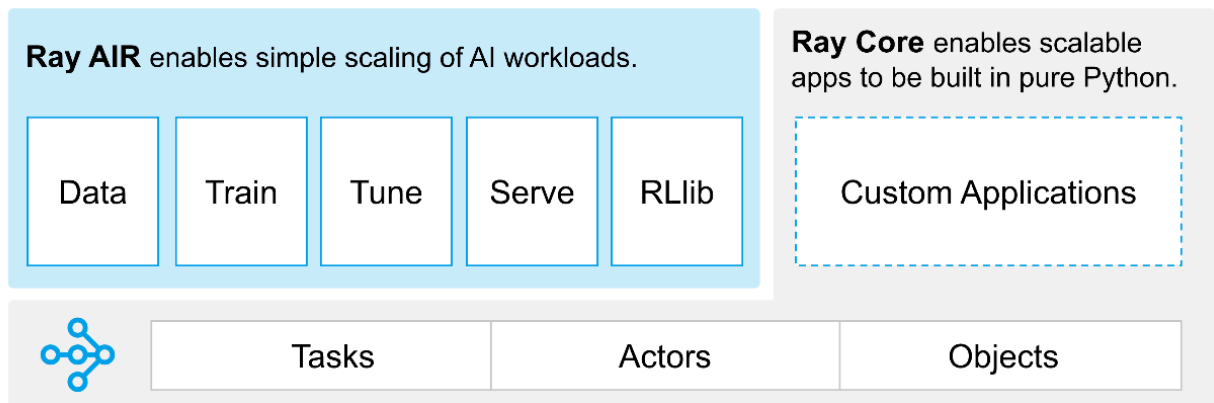 Ray AIR enables simple scaling of AI workloads.
Data
Train
Tune
Serve
RLlib
Ray Core enables scalable
apps to be built in pure Python.
Custom Applications
Tasks
Actors
Objects